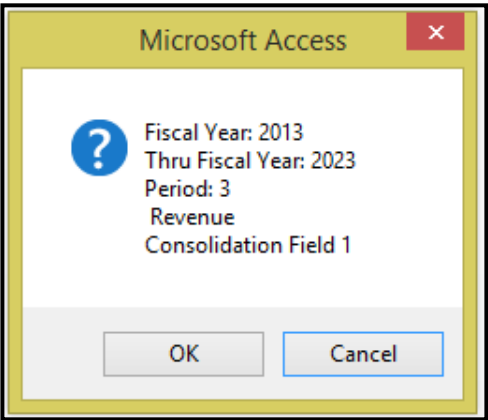 Microsoft Access
Fiscal Year: 2013
Thru Fiscal Year: 2023
Period: 3
Revenue
Consolidation Field 1
OK
Cancel